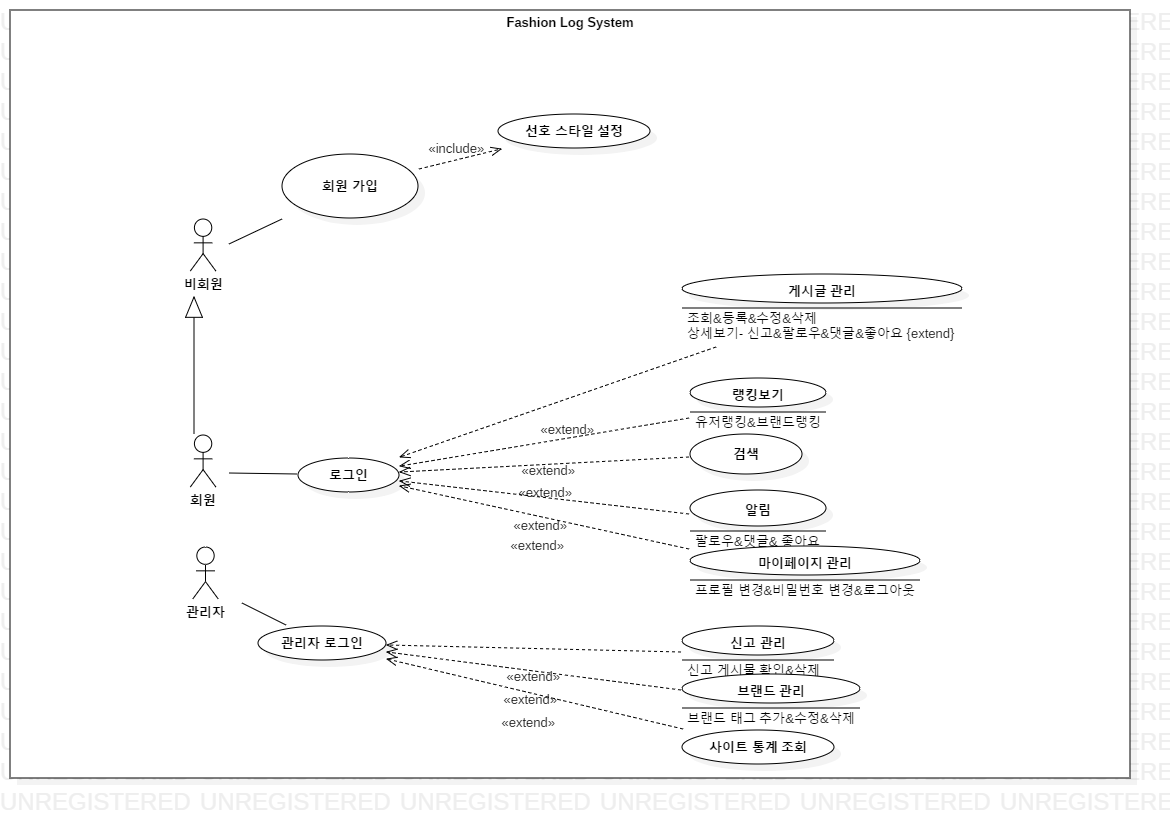 Fashion Log System
선호 스타일 설정
«include»
회원 가입
비회원
게시글 관리
조회&등록&수정&삭제
상세보기- 신고&팔로우&댓글&좋아요 {extend}
랭킹보기
유저랭킹&브랜드랭킹
«extend»
검색
«extend»
로그인
회원
«extend»
알림
«extend»
팔로우&댓글& 좋아요
«extend»
마이페이지 관리
프로필 변경&비밀번호 변경&로그아웃
관리자
관리자 로그인
신고 관리
신고 게시물 확인&삭제
«extend»
브랜드 관리
«extend»
브랜드 태그 추가&수정&삭제
«extend»
사이트 통계 조회
UNREGISTERED UNREGISTERED UNREGISTERED UNREGISTERED UNREGISTERED UNREGISTERE